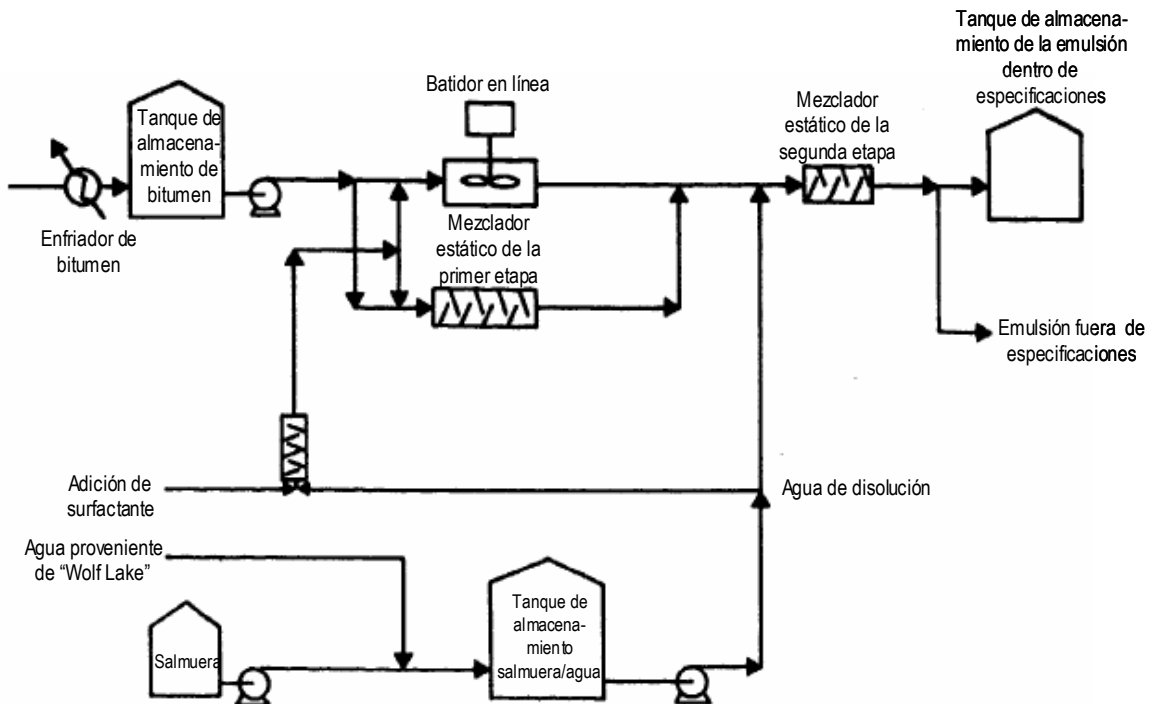 Tanque de almacena-
miento de la emulsión
dentro de
especificaciones
Batidor en línea
Mezclador
estático de la
segunda etapa
Tanque de
almacena-
miento de
bitumen
Enfriador de
bitumen
Mezclador
estático de la
primer etapa
Emulsión fuera de
especificaciones
Adición de
surfactante
Agua de disolución
Agua proveniente
de “Wolf Lake”
Salmuera
Tanque de
almacena-
miento
salmuera/agua